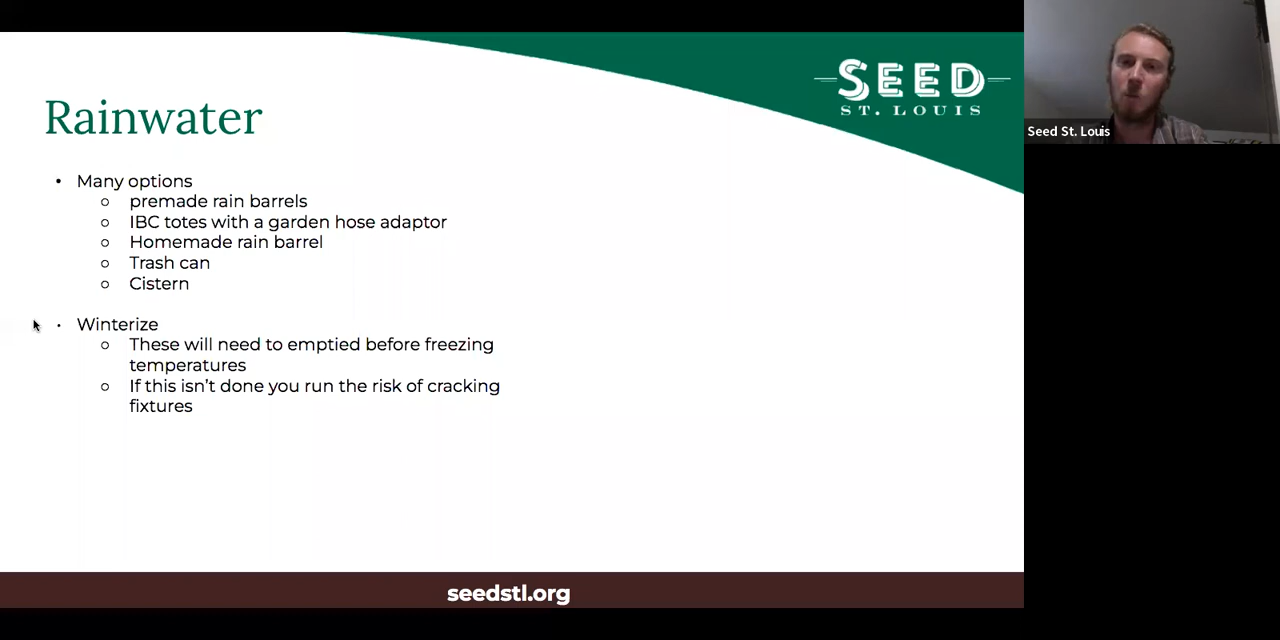 SEED
ST. LOUIS
Seed St. Louis
Rainwater
• Many options
o premade rain barrels
o IBC totes with a garden hose adaptor
o Homemade rain barrel
o Trash can
o Cistern
• Winterize
o These will need to emptied before freezing
temperatures
o If this isn't done you run the risk of cracking
fixtures
seedstl.org